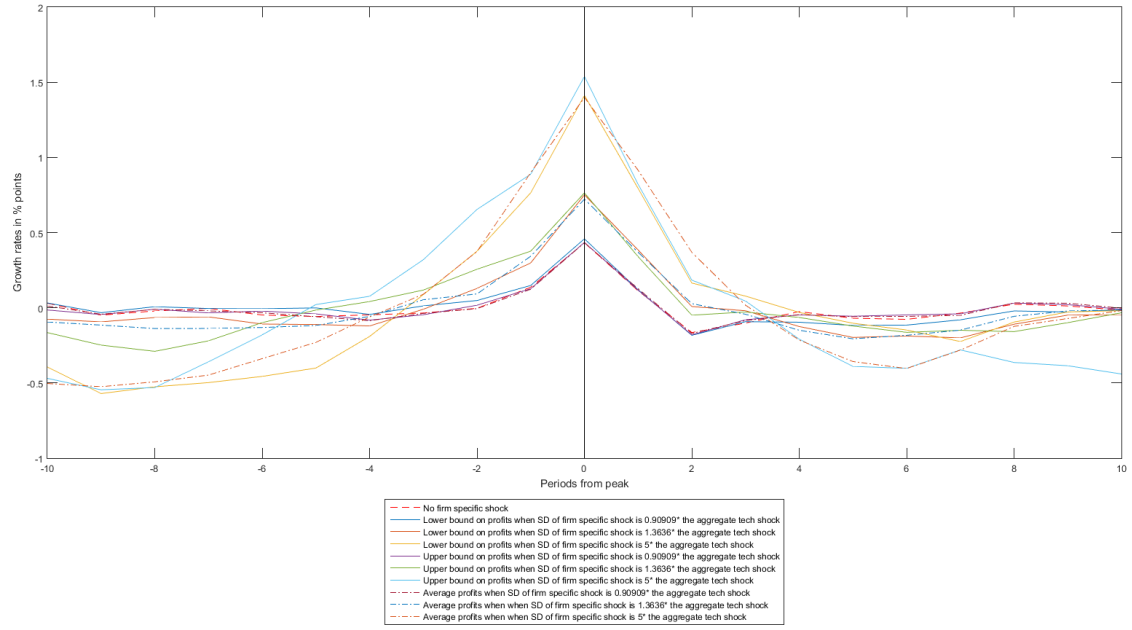 2
1.5
1
0.5
0
-0.5
-1
Growth rates in % points
-10 -8 -6 -4 -2 0 2 4 6 8 10
Periods from peak
No firm specific shock
Lower bound on profits when SD of firm specific shock is 0.90909* the aggregate tech shock
Lower bound on profits when SD of firm specific shock is 1.3636* the aggregate tech shock
Lower bound on profits when SD of firm specific shock is 5* the aggregate tech shock
Upper bound on profits when SD of firm specific shock is 0.90909* the aggregate tech shock
Upper bound on profits when SD of firm specific shock is 1.3636* the aggregate tech shock
Upper bound on profits when SD of firm specific shock is 5* the aggregate tech shock
Average profits when SD of firm specific shock is 0.90909* the aggregate tech shock
Average profits when when SD of firm specific shock is 1.3636* the aggregate tech shock
Average profits when when SD of firm specific shock is 5* the aggregate tech shock